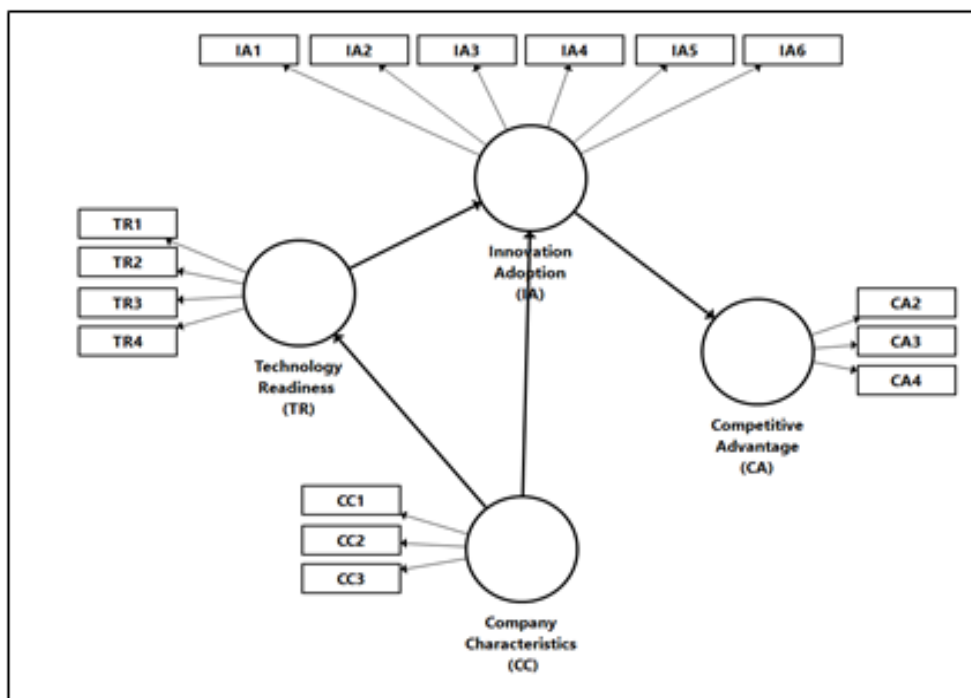 IA1 IA2 IA3 IA4 IA5 IA6
Innovation
Adoption
(IA)
TR1
TR2
TR3
TR4
Technology
Readiness
(TR)
CA2
CA3
CA4
Competitive
Advantage
(CA)
CC1
CC2
CC3
Company
Characteristics
(CC)